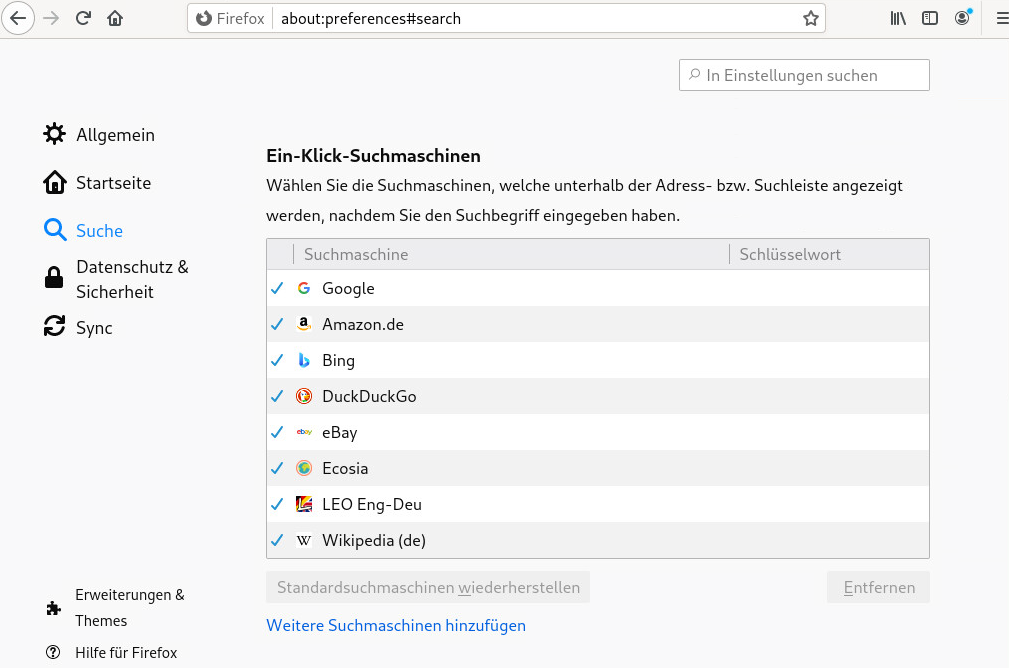 Firefox about:preferences#search
In Einstellungen suchen
Allgemein
Startseite
Suche
Datenschutz &
Sicherheit
Sync
Erweiterungen &
Themes
Hilfe für Firefox
Ein-Klick-Suchmaschinen
Wählen Sie die Suchmaschinen, welche unterhalb der Adress- bzw. Suchleiste angezeigt
werden, nachdem Sie den Suchbegriff eingegeben haben.
Suchmaschine Schlüsselwort
Google
Amazon.de
Bing
DuckDuckGo
eBay
Ecosia
LEO Eng-Deu
Wikipedia (de)
Standardsuchmaschinen wiederherstellen Entfernen
Weitere Suchmaschinen hinzufügen